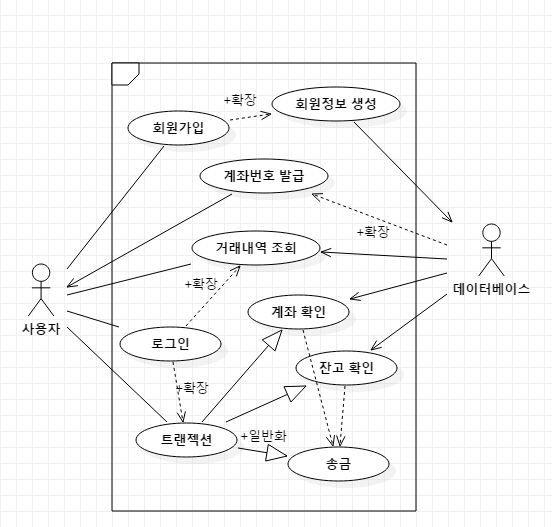 +확장
회원정보 생성
회원가입
계좌번호 발급
+확장
거래내역 조회
데이터베이스
+확장
사용자
계좌 확인
로그인
잔고 확인
+확장
트랜젝션
+일반화
송금